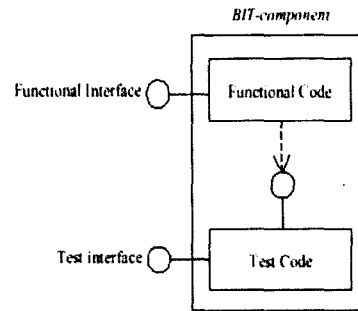 BIT-component
Functional Interface
Functional Code
Test interface
Test Code